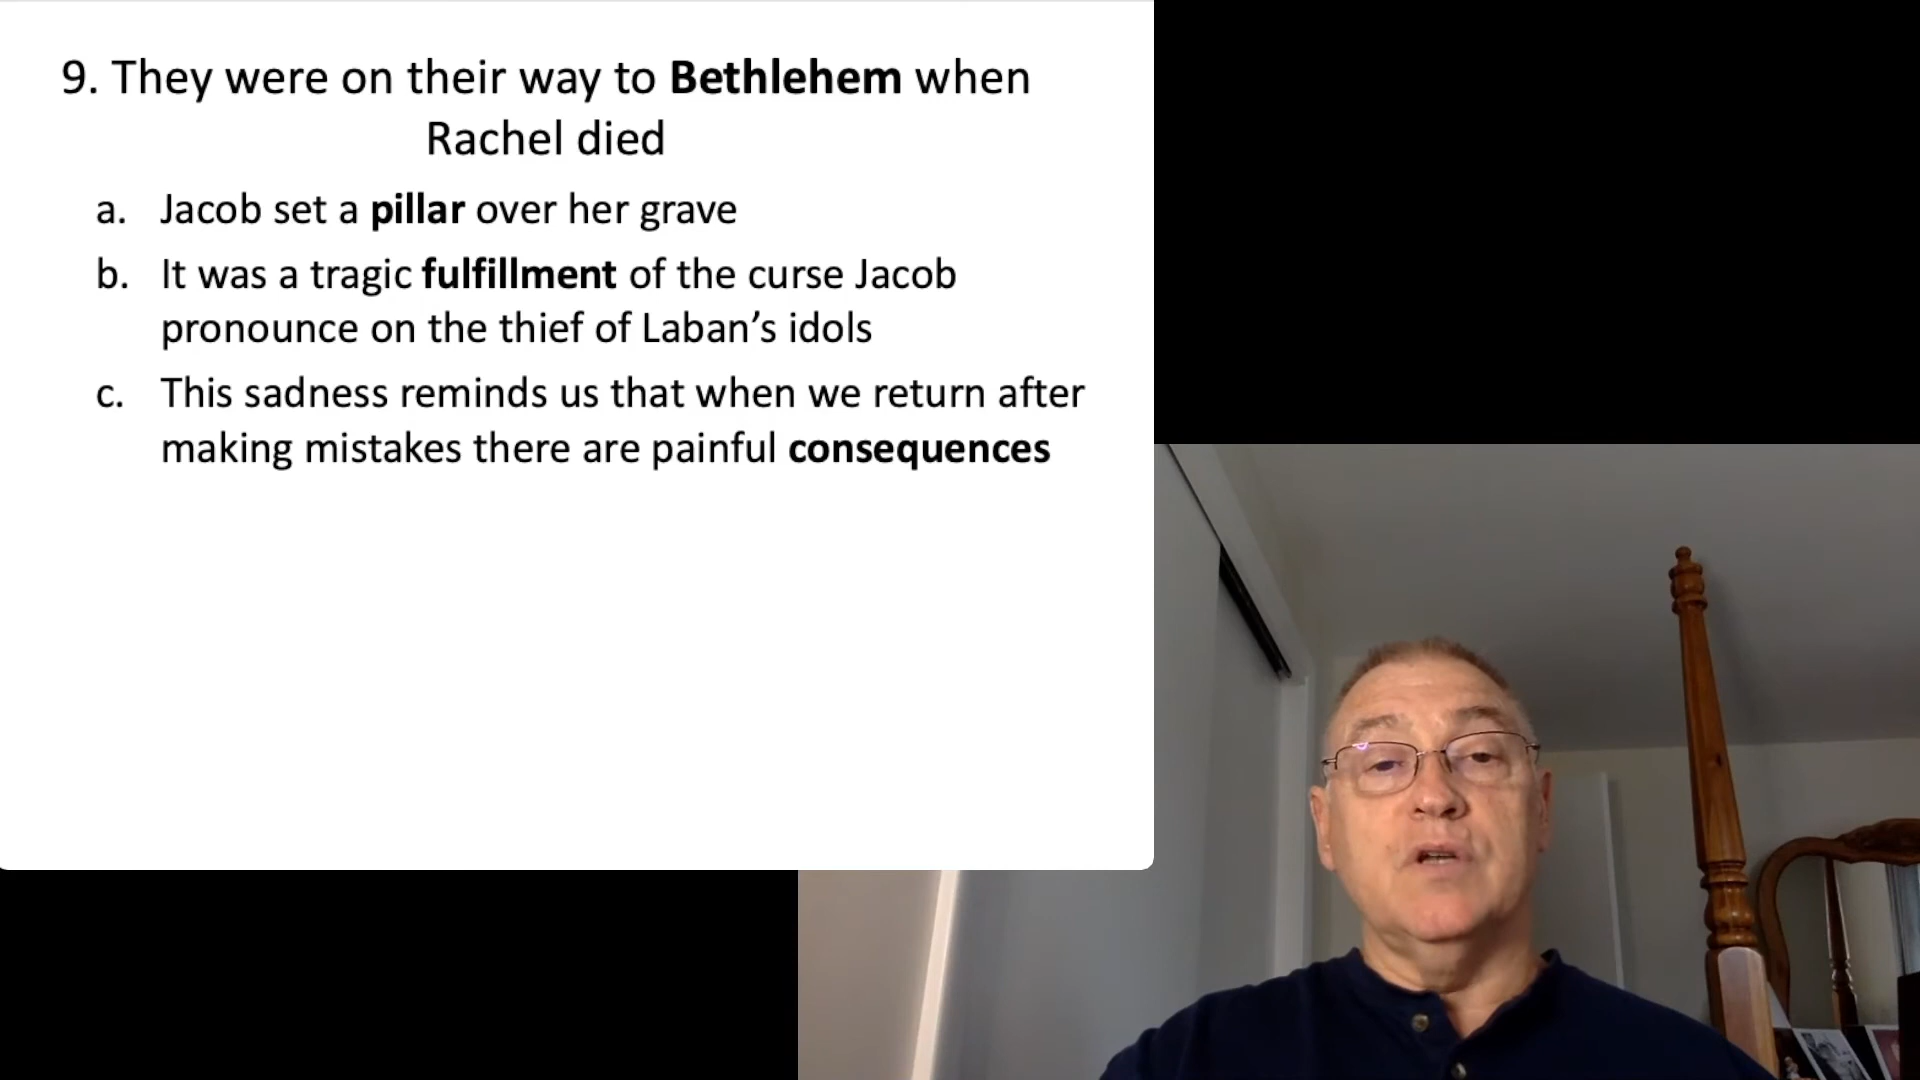 9. They were on their way to Bethlehem when
Rachel died
a. Jacob set a pillar over her grave
b. It was a tragic fulfillment of the curse Jacob
pronounce on the thief of Laban’s idols
c. This sadness reminds us that when we return after
making mistakes there are painful consequences